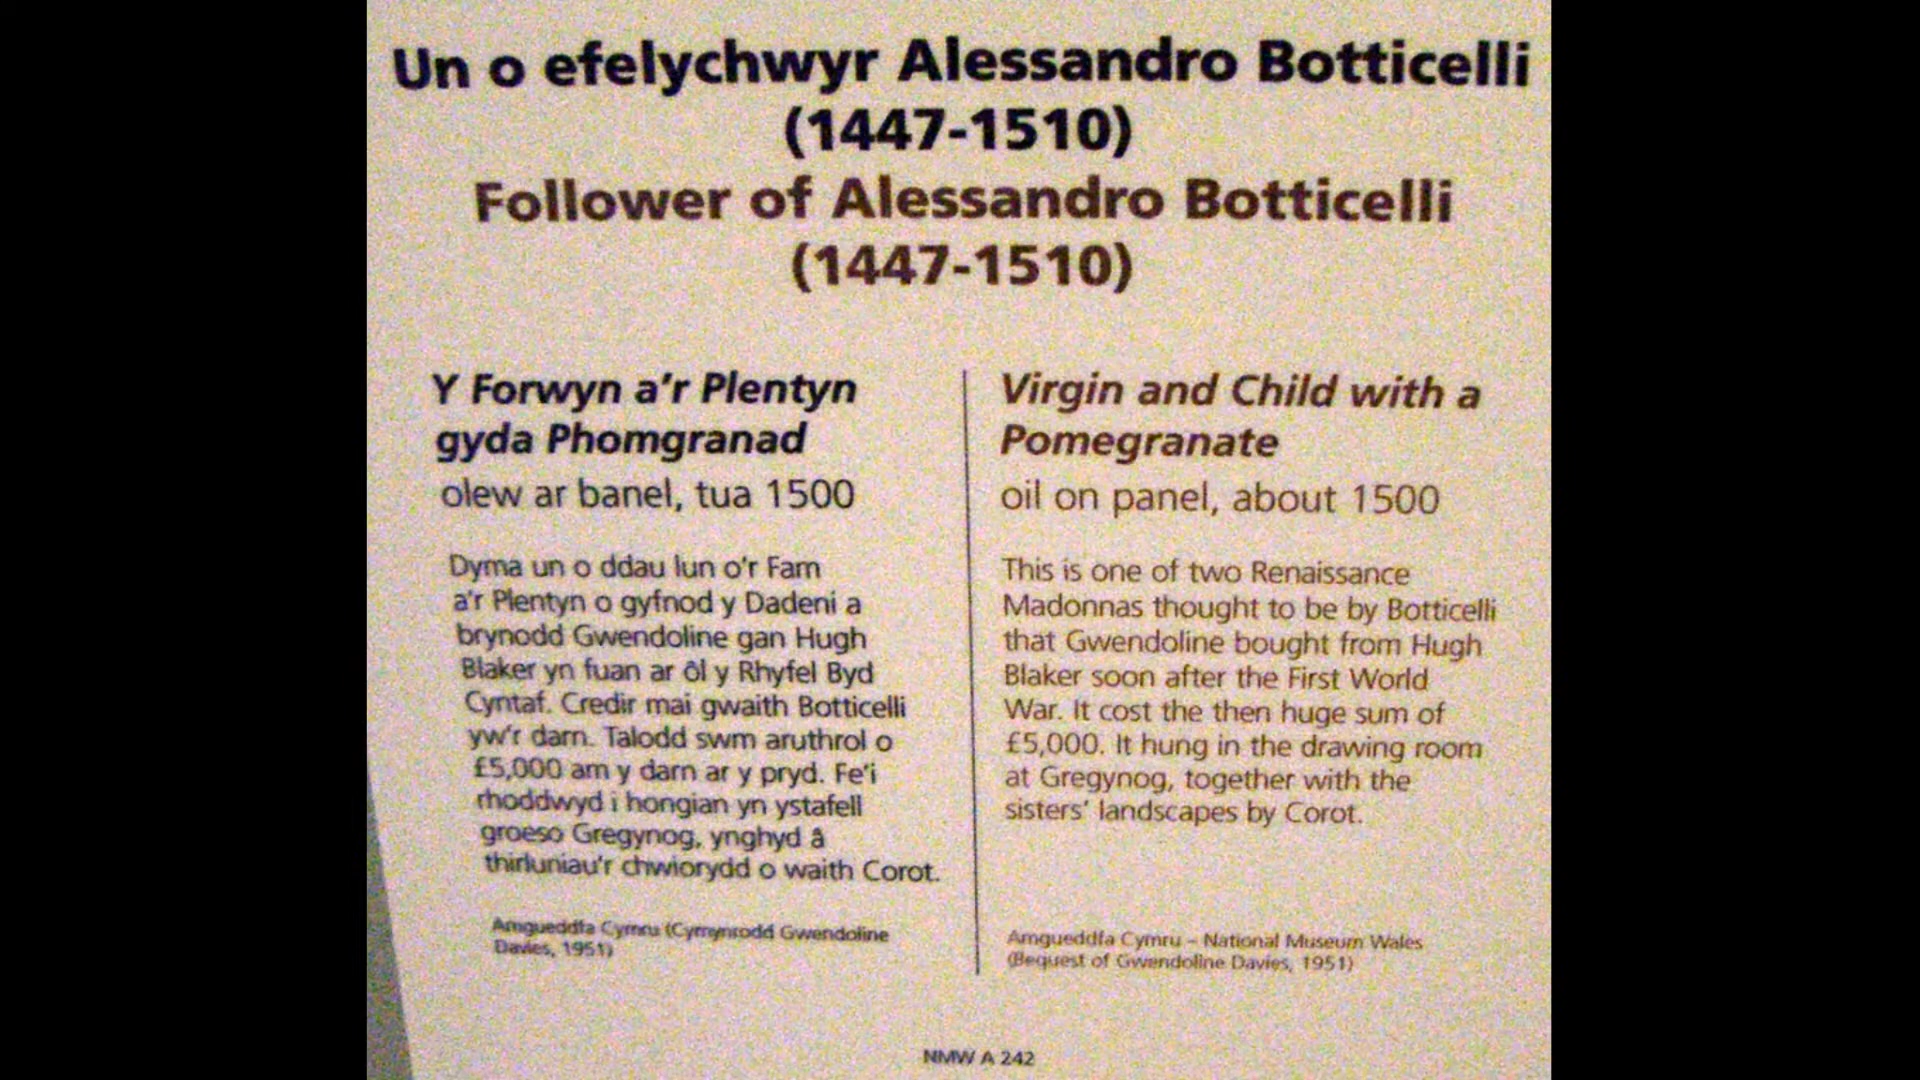 Un o efelychwyr Alessandro Botticelli
(1447-1510)
Follower of Alessandro Botticelli
(1447-1510)
Y Forwyn a'r Plentyn
gyda Phomgranad
olew ar banel, tua 1500
Dyma un o ddau lun o'r Fam
a'r Plentyn o gyfnod y Dadeni a
brynodd Gwendoline gan Hugh
Blaker yn fuan ar ôl y Rhyfel Byd
Cyntaf. Credir mai gwaith Botticelli
yw'r darn. Talodd swm aruthrol o
£5,000 am y darn ar y pryd. Fe'i
rhoddwyd i hongian yn ystafell
groeso Gregynog, ynghyd â
thirluniau'r chwiorydd o waith Corot.
Amgueddfa Cymru (Cymynrodd Gwendoline
Davies, 1951)
Virgin and Child with a
Pomegranate
oil on panel, about 1500
This is one of two Renaissance
Madonnas thought to be by Botticelli
that Gwendoline bought from Hugh
Blaker soon after the First World
War. It cost the then huge sum of
£5,000. It hung in the drawing room
at Gregynog, together with the
sisters' landscapes by Corot.
Amgueddfa Cymru – National Museum Wales
(Bequest of Gwendoline Davies, 1951)
NMW A 242